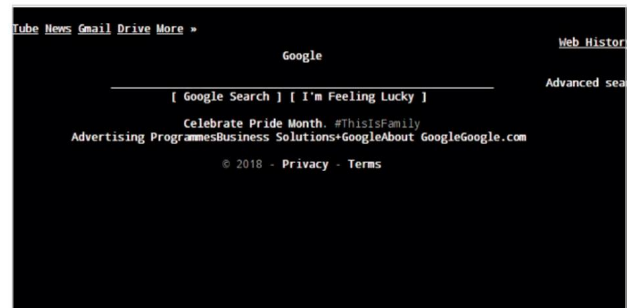 Tube News Gmail Drive More »
Web Histor
Google
Advanced sea
[ Google Search ] [ I'm Feeling Lucky ]
Celebrate Pride Month. #ThisIsFamily
Advertising ProgrammesBusiness Solutions+GoogleAbout GoogleGoogle.com
© 2018 - Privacy - Terms